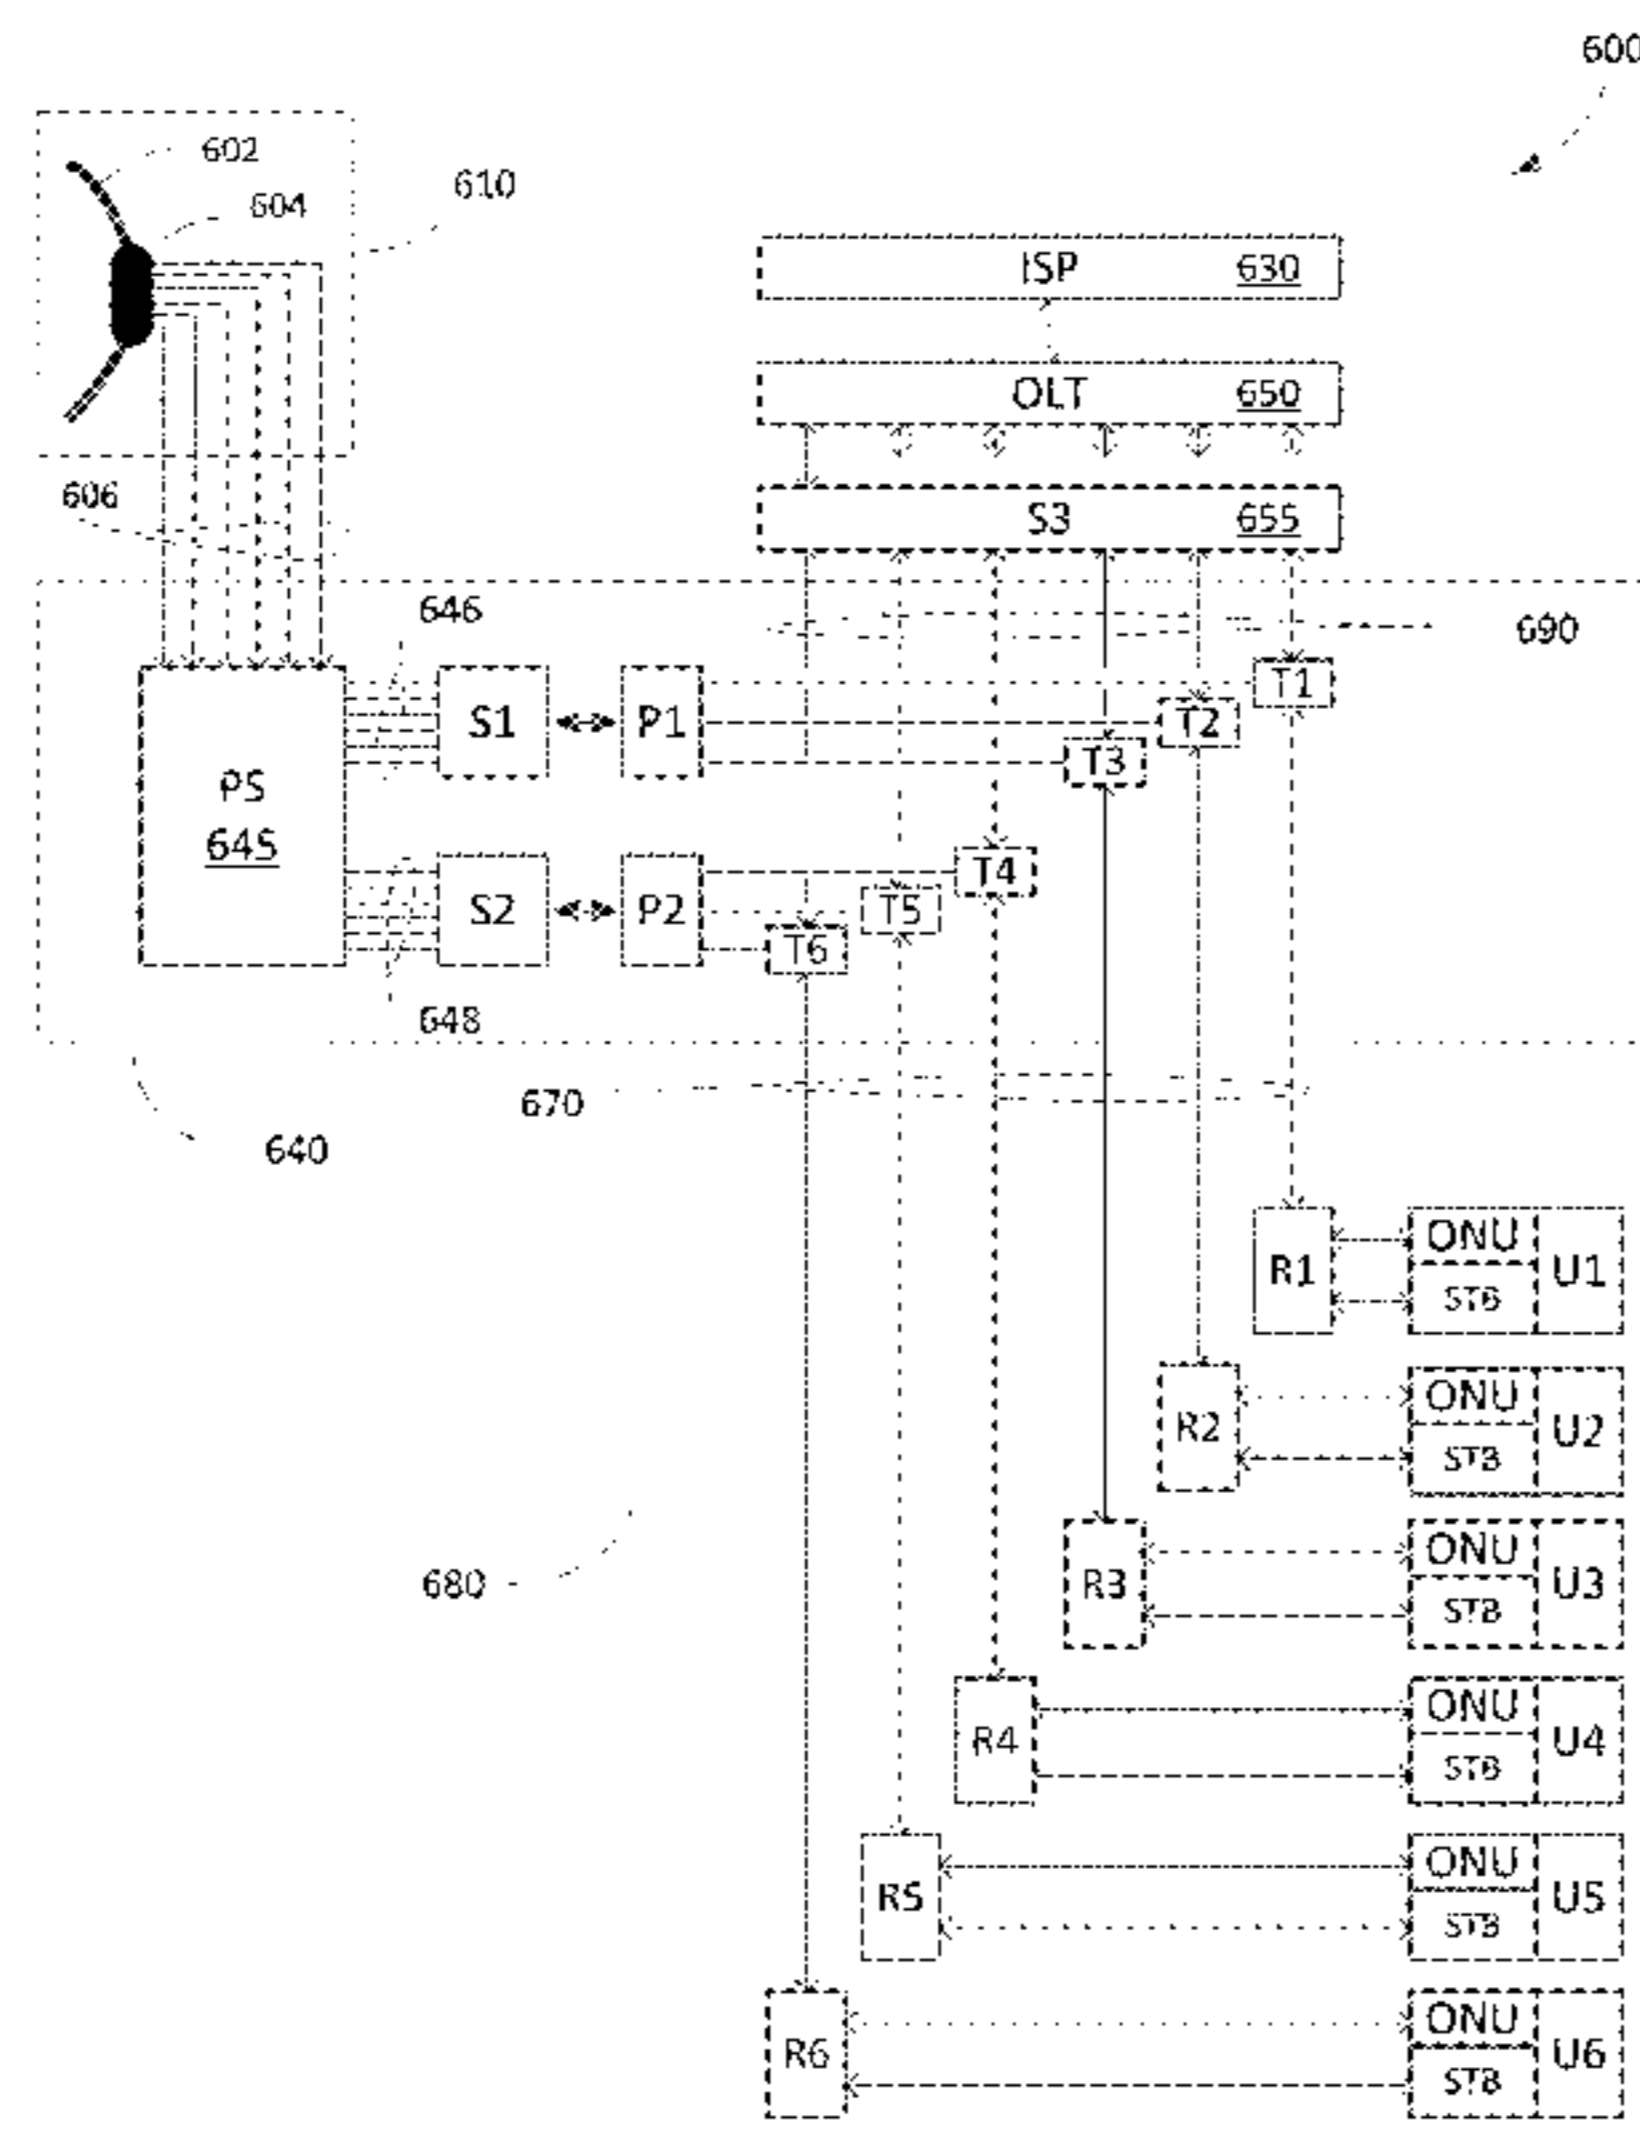 600
602
604
610
ISP 630
OLT 650
606
S3 655
646
690
T1
S1 P1 T2
T3
PS
645
T4
S2 P2 T5
T6
648
670
640
R1 ONU U1
STB
R2 ONU U2
STB
R3 ONU U3
STB
680
R4 ONU U4
STB
R5 ONU U5
STB
R6 ONU U6
STB